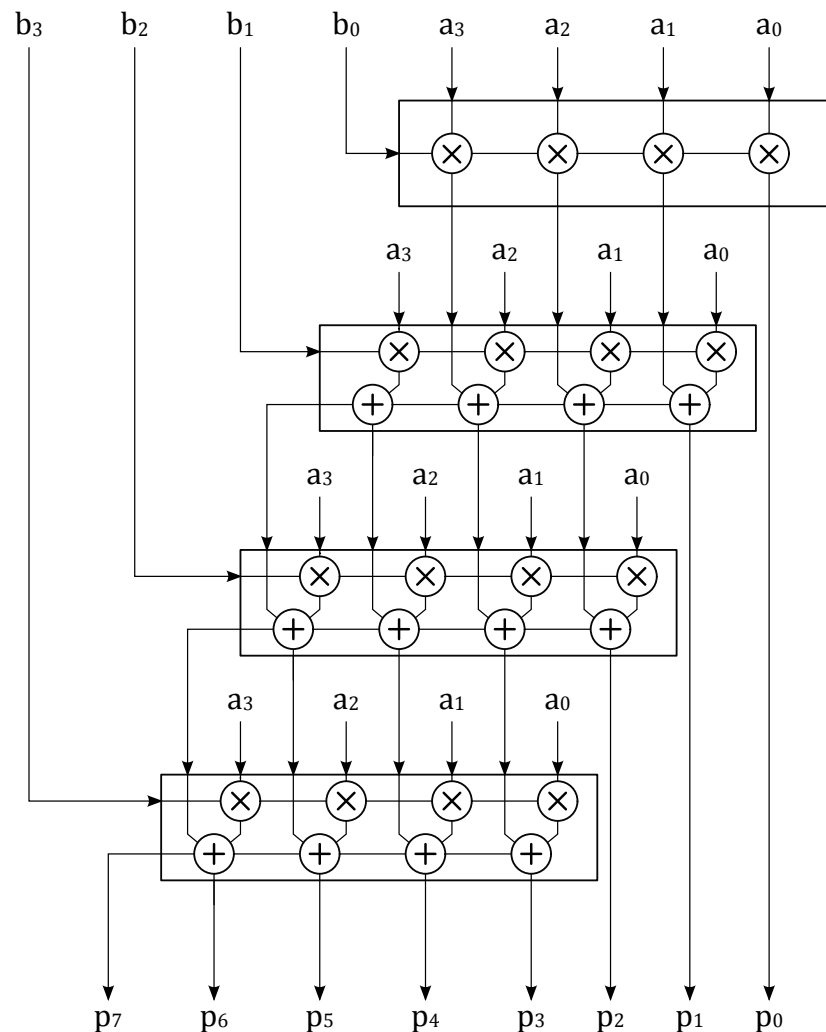 b₃ b₂ b₁ b₀ a₃ a₂ a₁ a₀
× × × ×
a₃ a₂ a₁ a₀
× × × ×
+ + + +
a₃ a₂ a₁ a₀
× × × ×
+ + + +
a₃ a₂ a₁ a₀
× × × ×
+ + + +
p₇ p₆ p₅ p₄ p₃ p₂ p₁ p₀